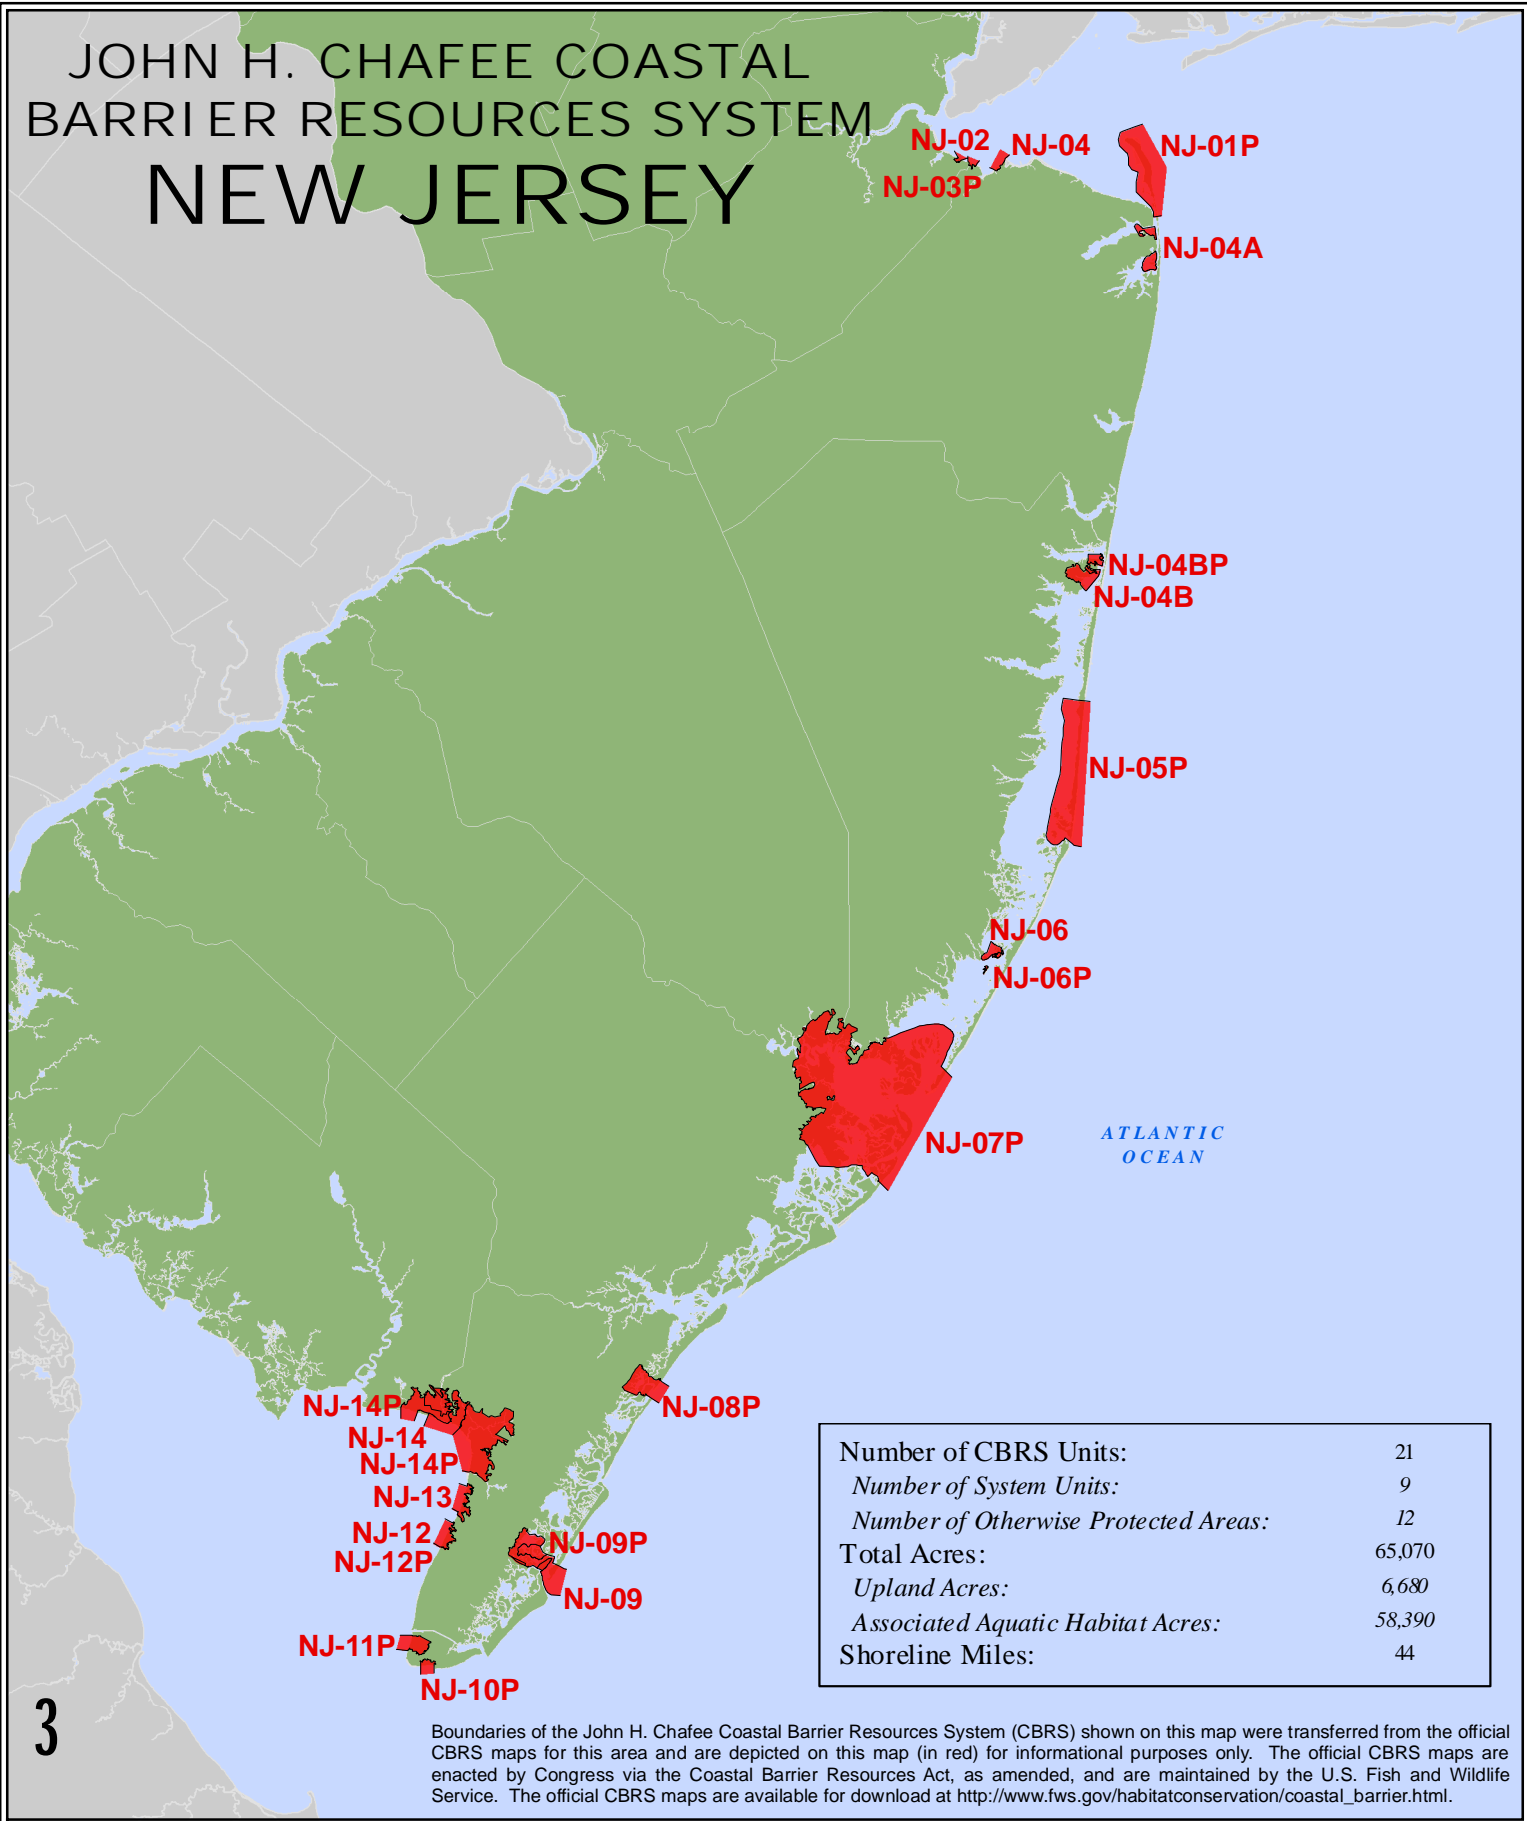 JOHN H. CHAFEE COASTAL
BARRIER RESOURCES SYSTEM
NEW JERSEY
NJ-02
NJ-04
NJ-01P
NJ-03P
NJ-04A
NJ-04BP
NJ-04B
NJ-05P
NJ-06
NJ-06P
NJ-07P
ATLANTIC
OCEAN
NJ-14P
NJ-08P
NJ-14
NJ-14P
NJ-13
NJ-12
NJ-09P
NJ-12P
NJ-09
NJ-11P
NJ-10P
Number of CBRS Units: 21
Number of System Units: 9
Number of Otherwise Protected Areas: 12
Total Acres: 65,070
Upland Acres: 6,680
Associated Aquatic Habitat Acres: 58,390
Shoreline Miles: 44
3
Boundaries of the John H. Chafee Coastal Barrier Resources System (CBRS) shown on this map were transferred from the official
CBRS maps for this area and are depicted on this map (in red) for informational purposes only. The official CBRS maps are
enacted by Congress via the Coastal Barrier Resources Act, as amended, and are maintained by the U.S. Fish and Wildlife
Service. The official CBRS maps are available for download at http://www.fws.gov/habitatconservation/coastal_barrier.html.